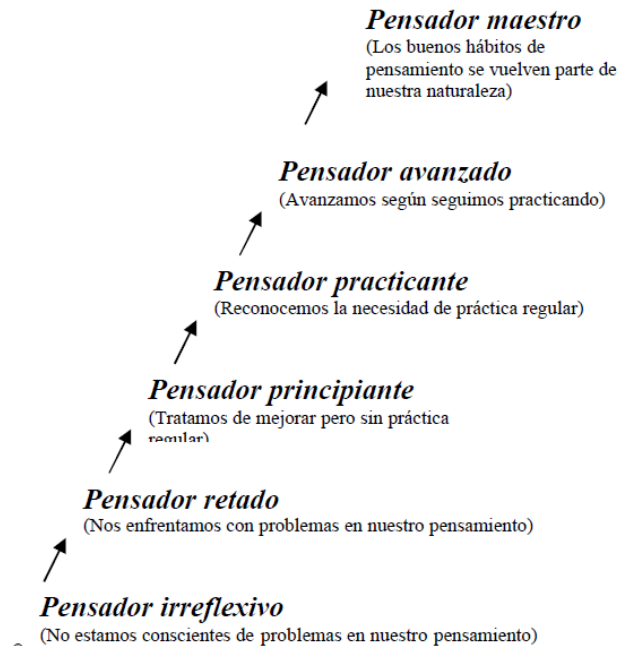 Pensador maestro
(Los buenos hábitos de
pensamiento se vuelven parte de
nuestra naturaleza)
Pensador avanzado
(Avanzamos según seguimos practicando)
Pensador practicante
(Reconocemos la necesidad de práctica regular)
Pensador principiante
(Tratamos de mejorar pero sin práctica
regular)
Pensador retado
(Nos enfrentamos con problemas en nuestro pensamiento)
Pensador irreflexivo
(No estamos conscientes de problemas en nuestro pensamiento)